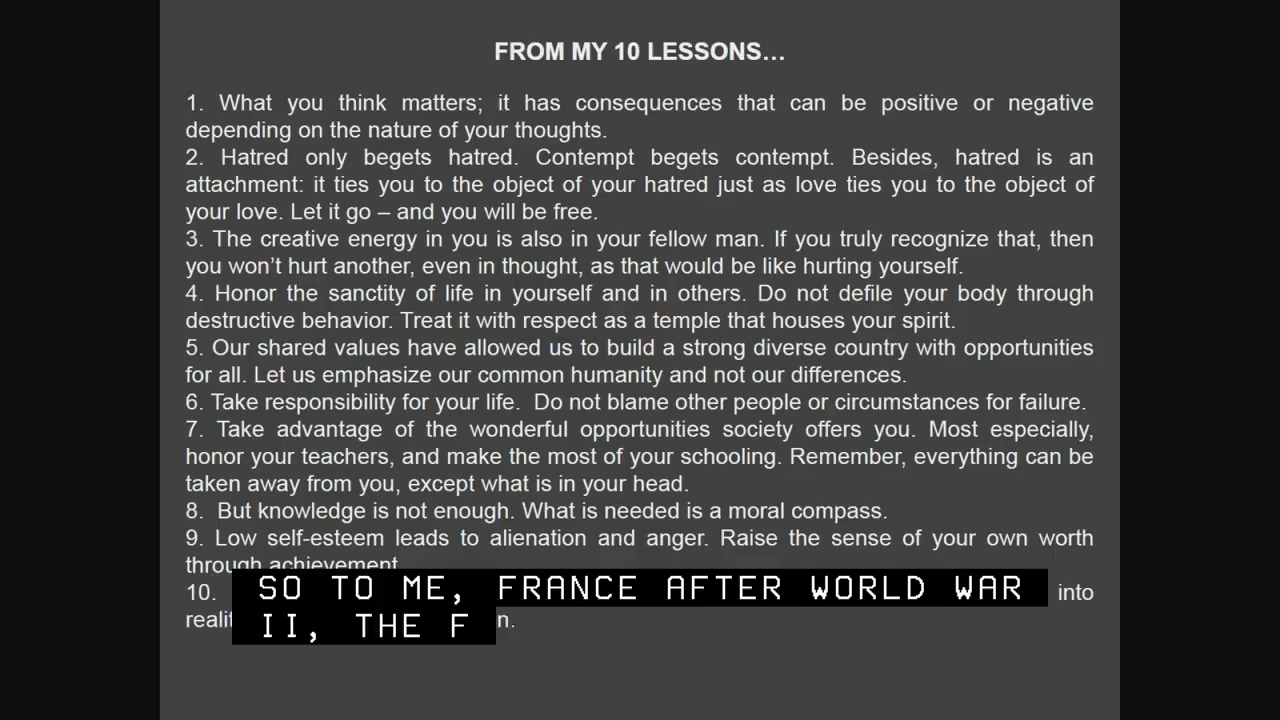 FROM MY 10 LESSONS…
1. What you think matters; it has consequences that can be positive or negative
depending on the nature of your thoughts.
2. Hatred only begets hatred. Contempt begets contempt. Besides, hatred is an
attachment: it ties you to the object of your hatred just as love ties you to the object of
your love. Let it go – and you will be free.
3. The creative energy in you is also in your fellow man. If you truly recognize that, then
you won’t hurt another, even in thought, as that would be like hurting yourself.
4. Honor the sanctity of life in yourself and in others. Do not defile your body through
destructive behavior. Treat it with respect as a temple that houses your spirit.
5. Our shared values have allowed us to build a strong diverse country with opportunities
for all. Let us emphasize our common humanity and not our differences.
6. Take responsibility for your life.  Do not blame other people or circumstances for failure.
7. Take advantage of the wonderful opportunities society offers you. Most especially,
honor your teachers, and make the most of your schooling. Remember, everything can be
taken away from you, except what is in your head.
8.  But knowledge is not enough. What is needed is a moral compass.
9. Low self-esteem leads to alienation and anger. Raise the sense of your own worth
through achievement.
10. into
SO TO ME, FRANCE AFTER WORLD WAR
II, THE F